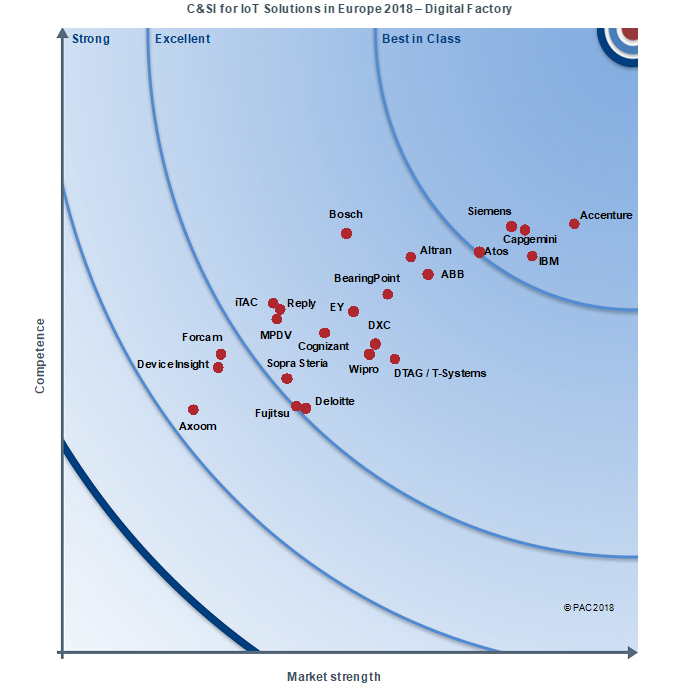 C&SI for IoT Solutions in Europe 2018 – Digital Factory
Strong
Excellent
Best in Class
Bosch
Siemens
Accenture
Capgemini
Altran
Atos
IBM
BearingPoint
ABB
iTAC
Reply
EY
MPDV
DXC
Forcam
Cognizant
Device Insight
Sopra Steria
Wipro
DTAG / T-Systems
Deloitte
Fujitsu
Axoom
Competence
© PAC 2018
Market strength